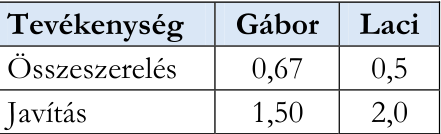 Tevékenység Gábor Laci
Összeszerelés 0,67 0,5
Javítás 1,50 2,0